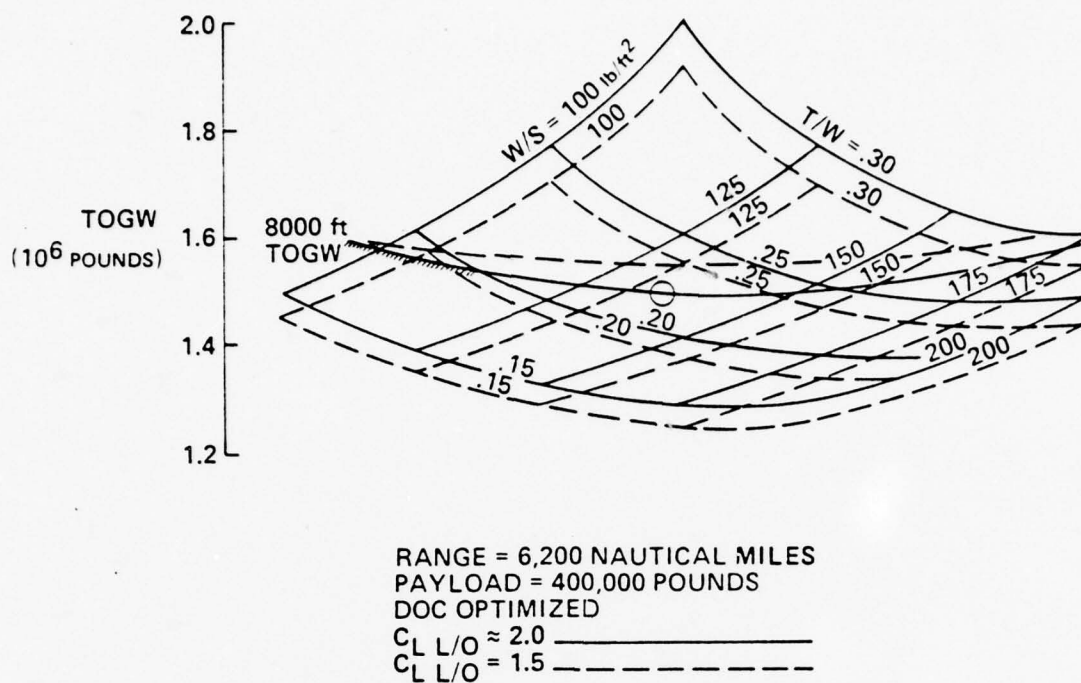 2.0
1.8
1.6
1.4
1.2
TOGW
(10⁶ POUNDS)
8000 ft
TOGW
W/S = 100 lb/ft²
100
T/W = .30
.30
125
125
.25
.25
150
150
175
175
.20
.20
200
200
.15
.15
RANGE = 6,200 NAUTICAL MILES
PAYLOAD = 400,000 POUNDS
DOC OPTIMIZED
C_L L/O ≈ 2.0
C_L L/O = 1.5